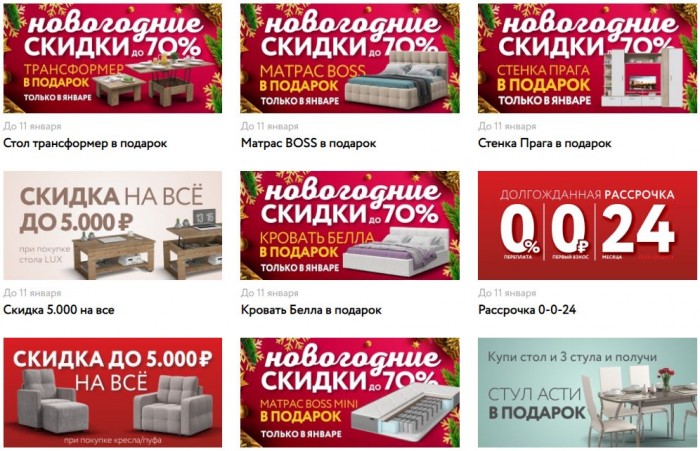 новогодние
СКИДКИ до 70%
ТРАНСФОРМЕР
В ПОДАРОК
ТОЛЬКО В ЯНВАРЕ
До 11 января
Стол трансформер в подарок
новогодние
СКИДКИ до 70%
МАТРАС BOSS
В ПОДАРОК
ТОЛЬКО В ЯНВАРЕ
До 11 января
Матрас BOSS в подарок
новогодние
СКИДКИ до 70%
СТЕНКА ПРАГА
В ПОДАРОК
ТОЛЬКО В ЯНВАРЕ
До 11 января
Стенка Прага в подарок
СКИДКА НА ВСЁ
ДО 5.000 ₽
при покупке
стола LUX
До 11 января
Скидка 5.000 на все
новогодние
СКИДКИ до 70%
КРОВАТЬ БЕЛЛА
В ПОДАРОК
ТОЛЬКО В ЯНВАРЕ
До 11 января
Кровать Белла в подарок
ДОЛГОЖДАННАЯ РАССРОЧКА
0% 0₽ 24
ПЕРЕПЛАТА ПЕРВЫЙ ВЗНОС МЕСЯЦА
До 11 января
Рассрочка 0-0-24
СКИДКА ДО 5.000 ₽
НА ВСЁ
при покупке кресла/пуфа
новогодние
СКИДКИ до 70%
МАТРАС BOSS MINI
В ПОДАРОК
ТОЛЬКО В ЯНВАРЕ
Купи стол и 3 стула и получи
СТУЛ АСТИ
В ПОДАРОК